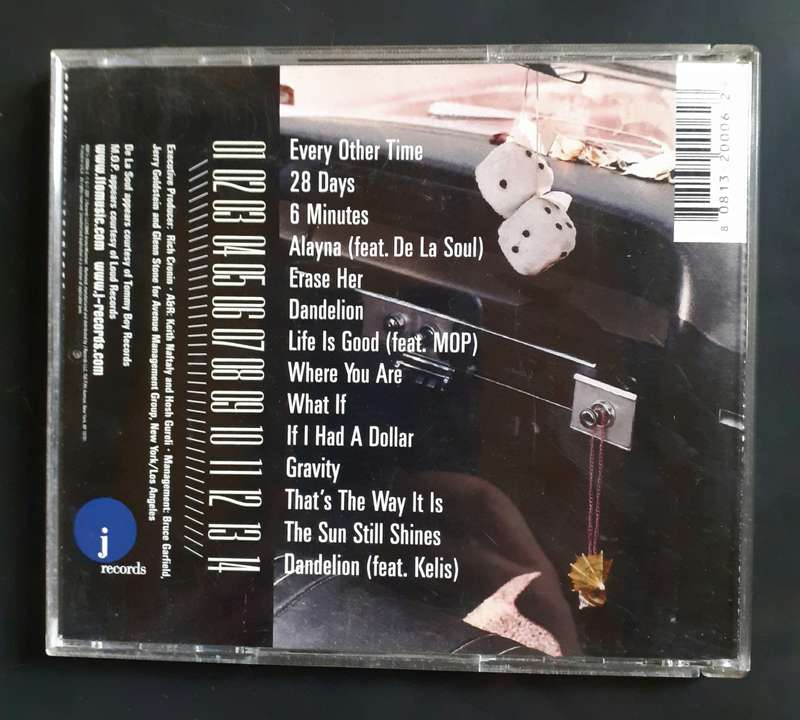 Every Other Time
28 Days
6 Minutes
Alayna (feat. De La Soul)
Erase Her
Dandelion
Life Is Good (feat. MOP)
Where You Are
What If
If I Had A Dollar
Gravity
That's The Way It Is
The Sun Still Shines
Dandelion (feat. Kelis)
01 02 03 04 05 06 07 08 09 10 11 12 13 14
Executive Producer: Rich Cronin · A&R: Keith Naftaly and Hosh Gureli · Management: Bruce Garfield,
Jerry Goldstein and Glenn Stone for Avenue Management Group, New York/Los Angeles
De La Soul appears courtesy of Tommy Boy Records
M.O.P. appears courtesy of Loud Records
www.lfomusic.com www.j-records.com
j
records
8 0813 20006 2